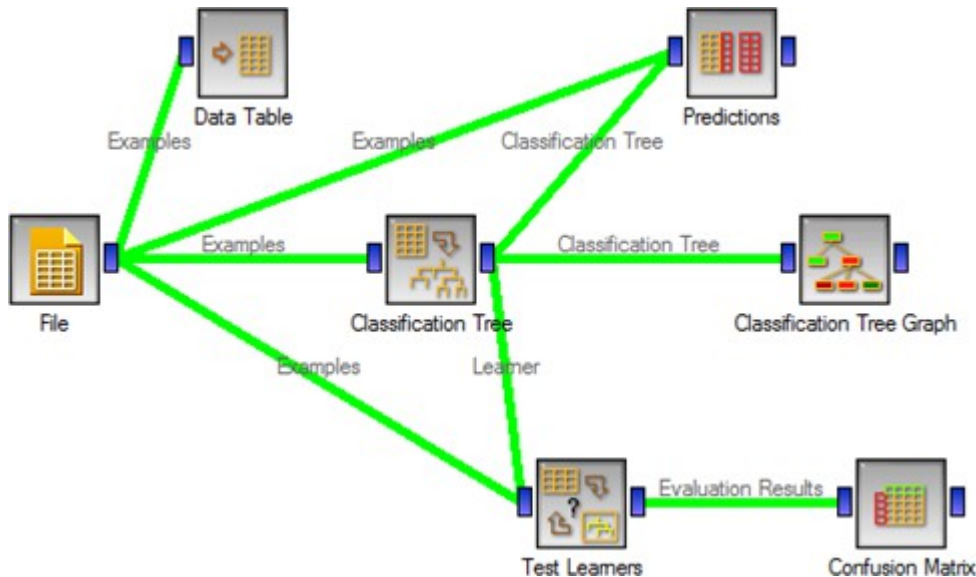 Data Table
Predictions
Examples
Examples
Classification Tree
Examples
Classification Tree
File
Classification Tree
Classification Tree Graph
Examples
Learner
Evaluation Results
Test Learners
Confusion Matrix